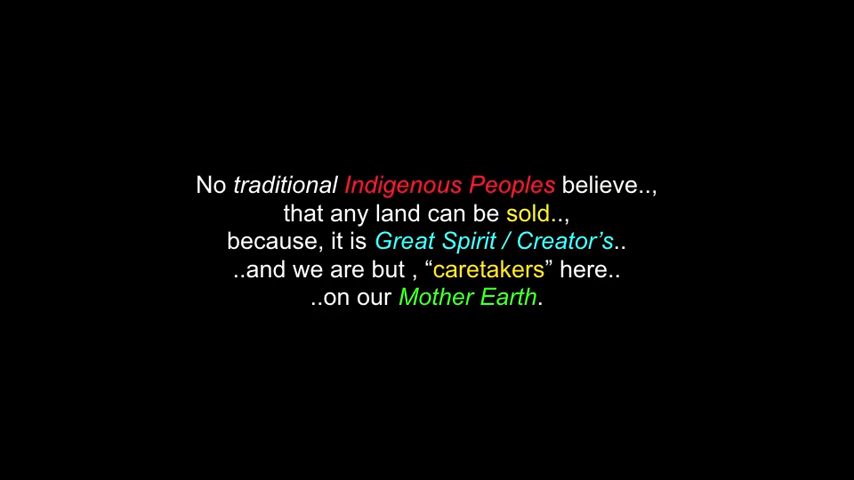 No traditional Indigenous Peoples believe..,
that any land can be sold..,
because, it is Great Spirit / Creator’s..
..and we are but , “caretakers” here..
..on our Mother Earth.